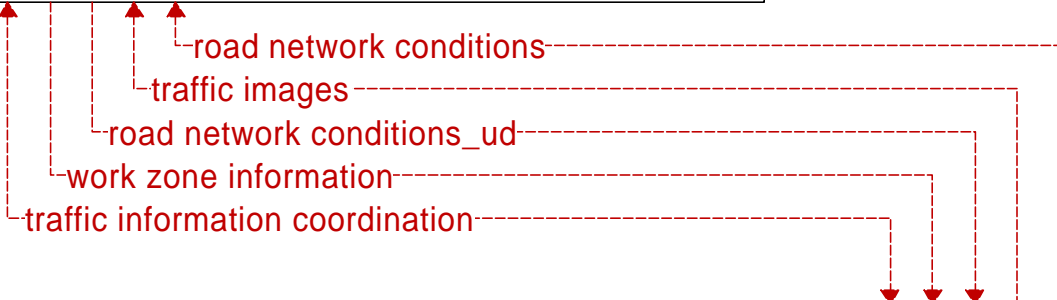 road network conditions
traffic images
road network conditions_ud
work zone information
traffic information coordination